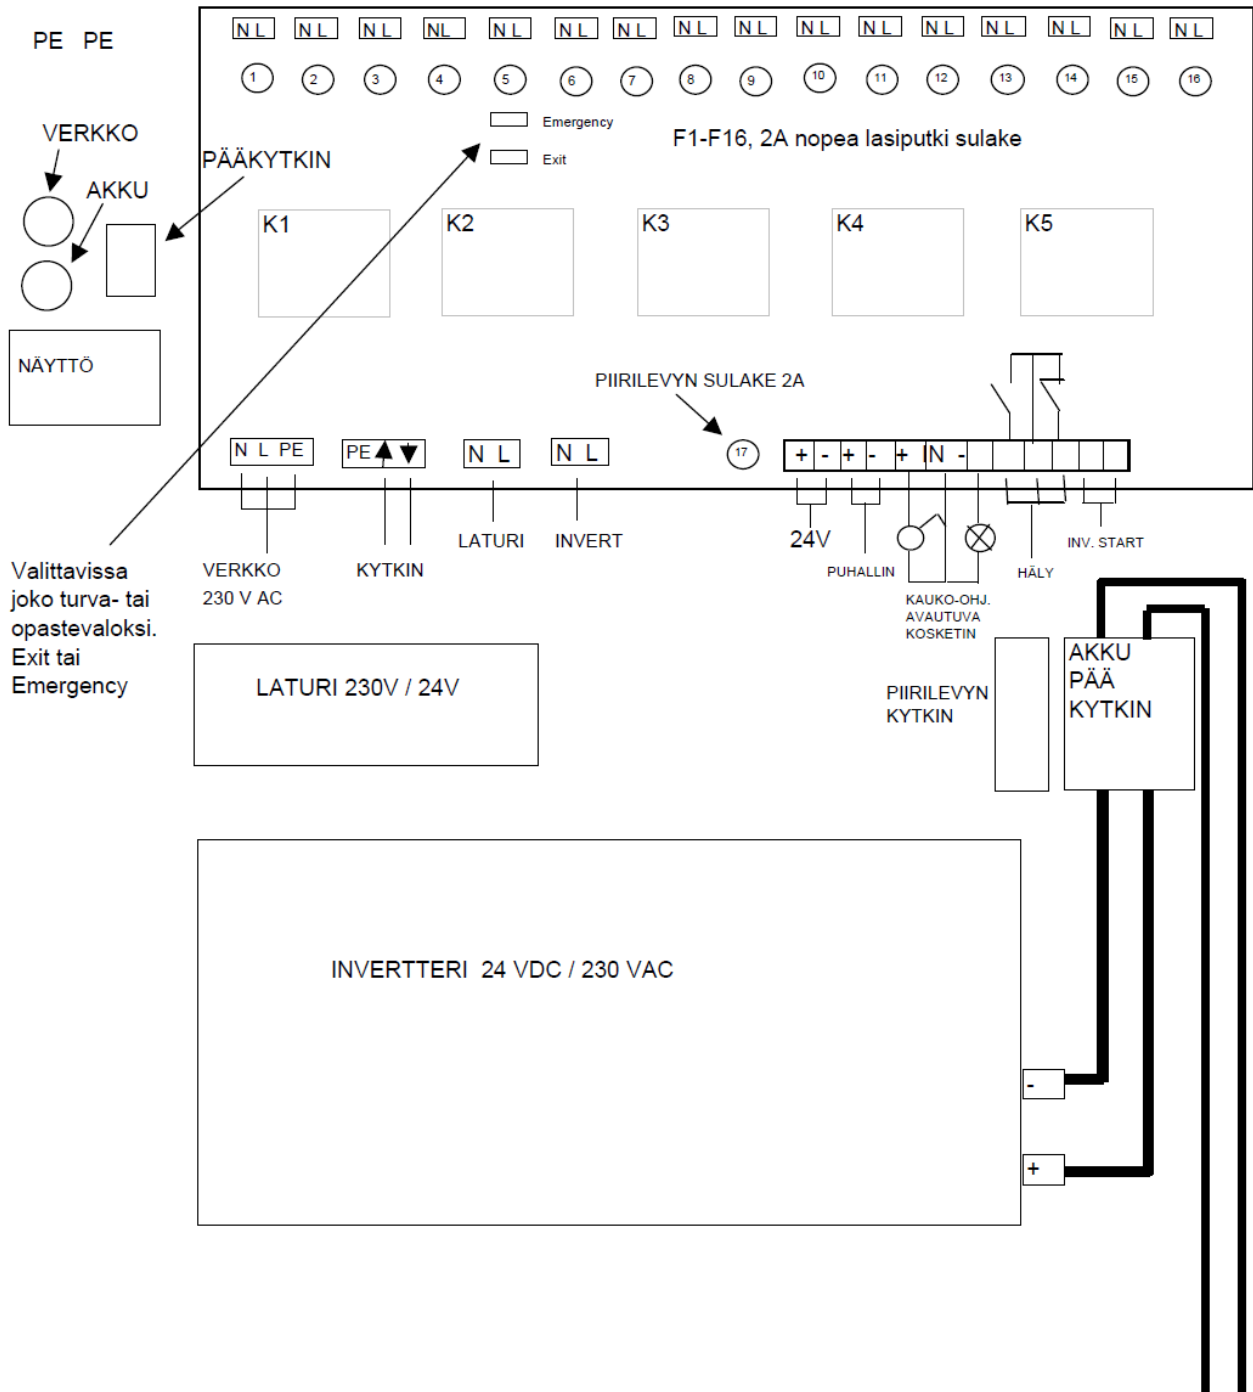 PE PE
N L N L N L NL N L N L N L N L N L N L N L N L N L N L N L N L
1 2 3 4 5 6 7 8 9 10 11 12 13 14 15 16
VERKKO
PÄÄKYTKIN
AKKU
NÄYTTÖ
Emergency
Exit
F1-F16, 2A nopea lasiputki sulake
K1 K2 K3 K4 K5
PIIRILEVYN SULAKE 2A
N L PE
PE
N L
N L
17
+ - + - + IN -
VERKKO
230 V AC
KYTKIN
LATURI
INVERT
24V
PUHALLIN
KAUKO-OHJ.
AVAUTUVA
KOSKETIN
HÄLY
INV. START
Valittavissa
joko turva- tai
opastevaloksi.
Exit tai
Emergency
LATURI 230V / 24V
PIIRILEVYN
KYTKIN
AKKU
PÄÄ
KYTKIN
INVERTTERI 24 VDC / 230 VAC
-
+